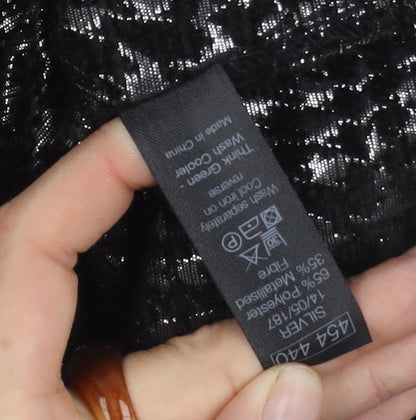 454 440
SILVER
14/05/187
65% Polyester
35% Metallised
Fibre
30
P
Wash separately
Cool iron on
reverse
Think Green -
Wash Cooler
Made in China